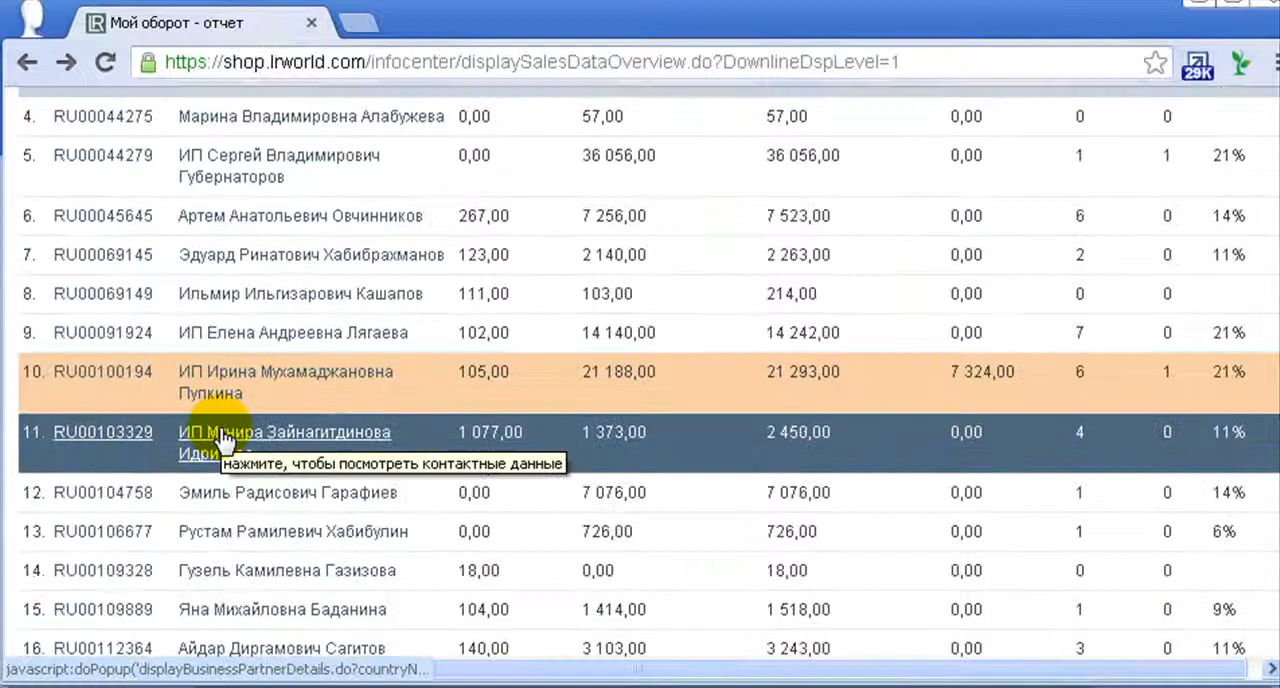 Мой оборот - отчет
https://shop.lrworld.com/infocenter/displaySalesDataOverview.do?DownlineDspLevel=1
29K
4. RU00044275 Марина Владимировна Алабужева 0,00 57,00 57,00 0,00 0 0
5. RU00044279 ИП Сергей Владимирович 0,00 36 056,00 36 056,00 0,00 1 1 21%
Губернаторов
6. RU00045645 Артем Анатольевич Овчинников 267,00 7 256,00 7 523,00 0,00 6 0 14%
7. RU00069145 Эдуард Ринатович Хабибрахманов 123,00 2 140,00 2 263,00 0,00 2 0 11%
8. RU00069149 Ильмир Ильгизарович Кашапов 111,00 103,00 214,00 0,00 0 0
9. RU00091924 ИП Елена Андреевна Лягаева 102,00 14 140,00 14 242,00 0,00 7 0 21%
10. RU00100194 ИП Ирина Мухамаджановна 105,00 21 188,00 21 293,00 7 324,00 6 1 21%
Пупкина
11. RU00103329 ИП Зайнагитдинова 1 077,00 1 373,00 2 450,00 0,00 4 0 11%
нажмите, чтобы посмотреть контактные данные
12. RU00104758 Эмиль Радисович Гарафиев 0,00 7 076,00 7 076,00 0,00 1 0 14%
13. RU00106677 Рустам Рамилевич Хабибулин 0,00 726,00 726,00 0,00 1 0 6%
14. RU00109328 Гузель Камилевна Газизова 18,00 0,00 18,00 0,00 0 0
15. RU00109889 Яна Михайловна Баданина 104,00 1 414,00 1 518,00 0,00 1 0 9%
16. RU00112364 Айдар Диргамович Сагитов 140,00 3 103,00 3 243,00 0,00 3 0 11%
javascript:doPopup('displayBusinessPartnerDetails.do?countryN...